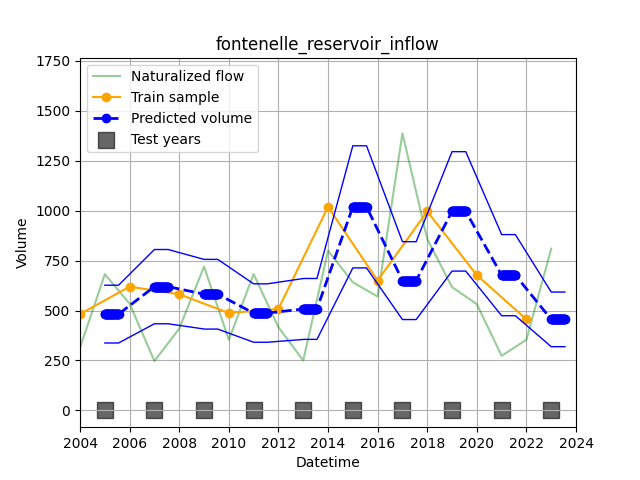 fontenelle_reservoir_inflow
Naturalized flow
Train sample
Predicted volume
Test years
Volume
1750
1500
1250
1000
750
500
250
0
2004 2006 2008 2010 2012 2014 2016 2018 2020 2022 2024
Datetime